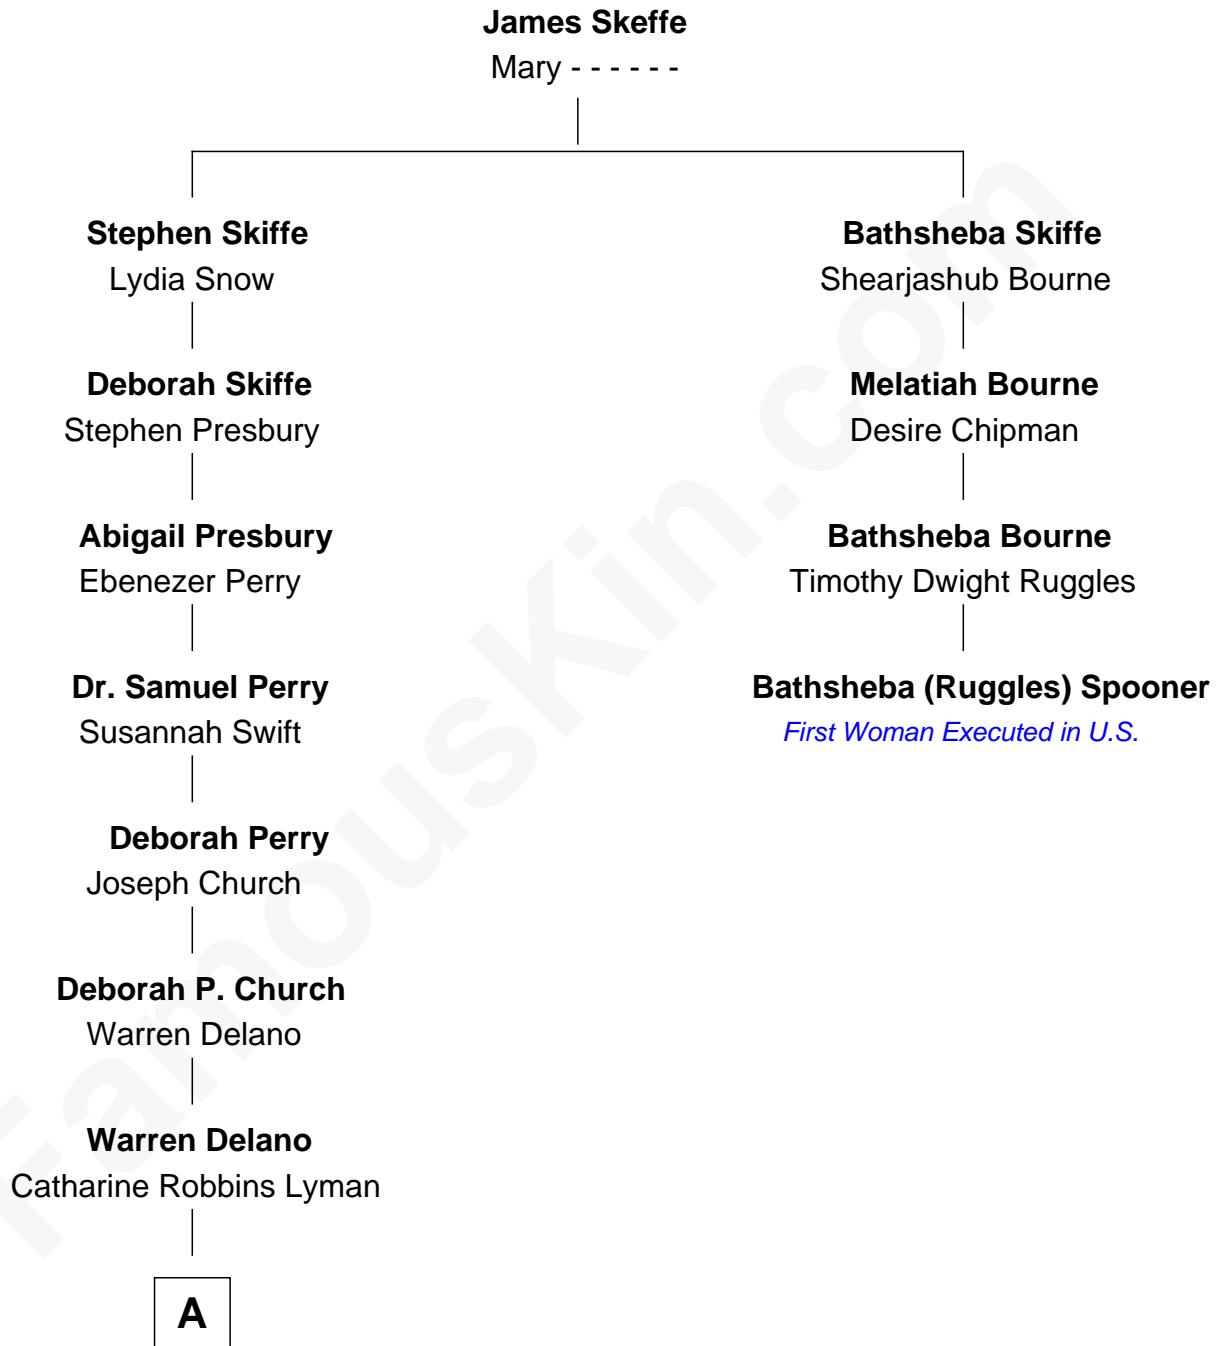 James Skeffe
Mary - - - - - -
Stephen Skiffe
Lydia Snow
Bathsheba Skiffe
Shearjashub Bourne
Deborah Skiffe
Stephen Presbury
Melatiah Bourne
Desire Chipman
Abigail Presbury
Ebenezer Perry
Bathsheba Bourne
Timothy Dwight Ruggles
Dr. Samuel Perry
Susannah Swift
Bathsheba (Ruggles) Spooner
First Woman Executed in U.S.
Deborah Perry
Joseph Church
Deborah P. Church
Warren Delano
Warren Delano
Catharine Robbins Lyman
A
FamousKin.com